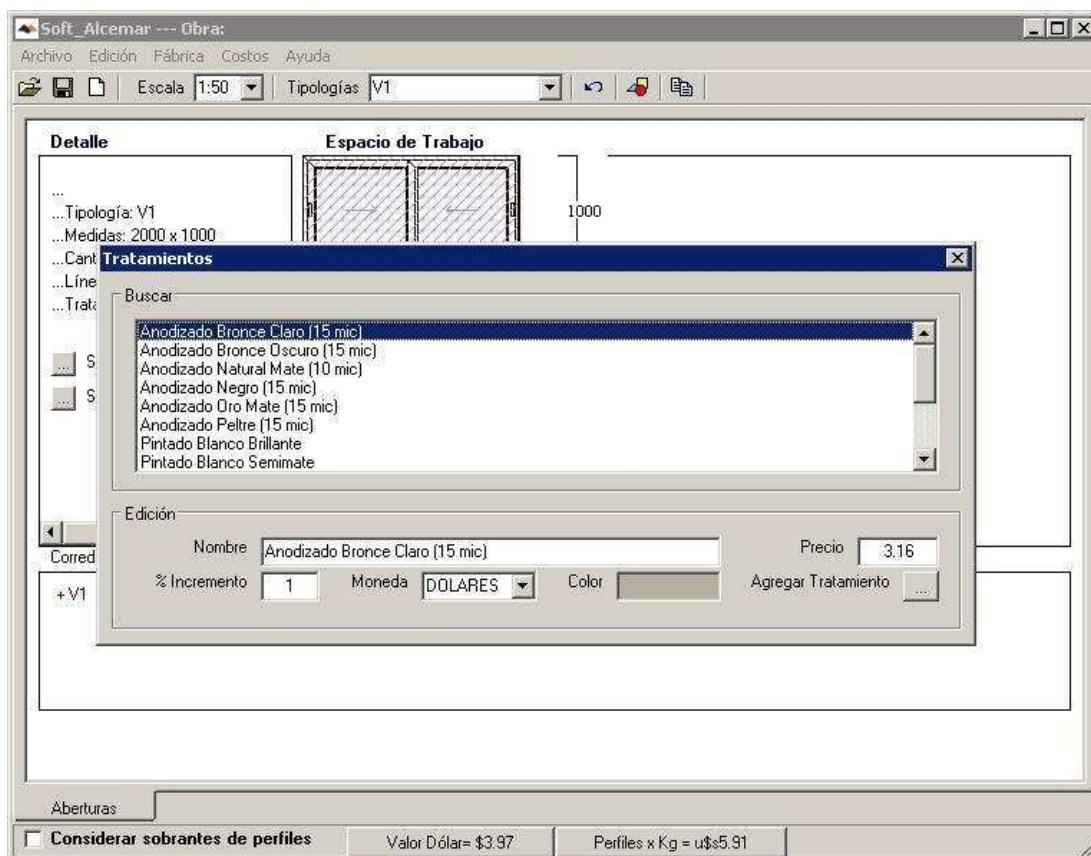 Soft_Alcemar --- Obra:
Archivo Edición Fábrica Costos Ayuda
Escala 1:50 Tipologías V1
Detalle
Espacio de Trabajo
...
...Tipología: V1
...Medidas: 2000 x 1000
...Cant
...Líne
...Trata
1000
... S
... S
Tratamientos
Buscar
Anodizado Bronce Claro (15 mic)
Anodizado Bronce Oscuro (15 mic)
Anodizado Natural Mate (10 mic)
Anodizado Negro (15 mic)
Anodizado Oro Mate (15 mic)
Anodizado Peltre (15 mic)
Pintado Blanco Brillante
Pintado Blanco Semimate
Edición
Nombre Anodizado Bronce Claro (15 mic) Precio 3.16
% Incremento 1 Moneda DOLARES Color Agregar Tratamiento ...
Corred
+V1
Aberturas
Considerar sobrantes de perfiles Valor Dólar= $3.97 Perfiles x Kg = u$s5.91